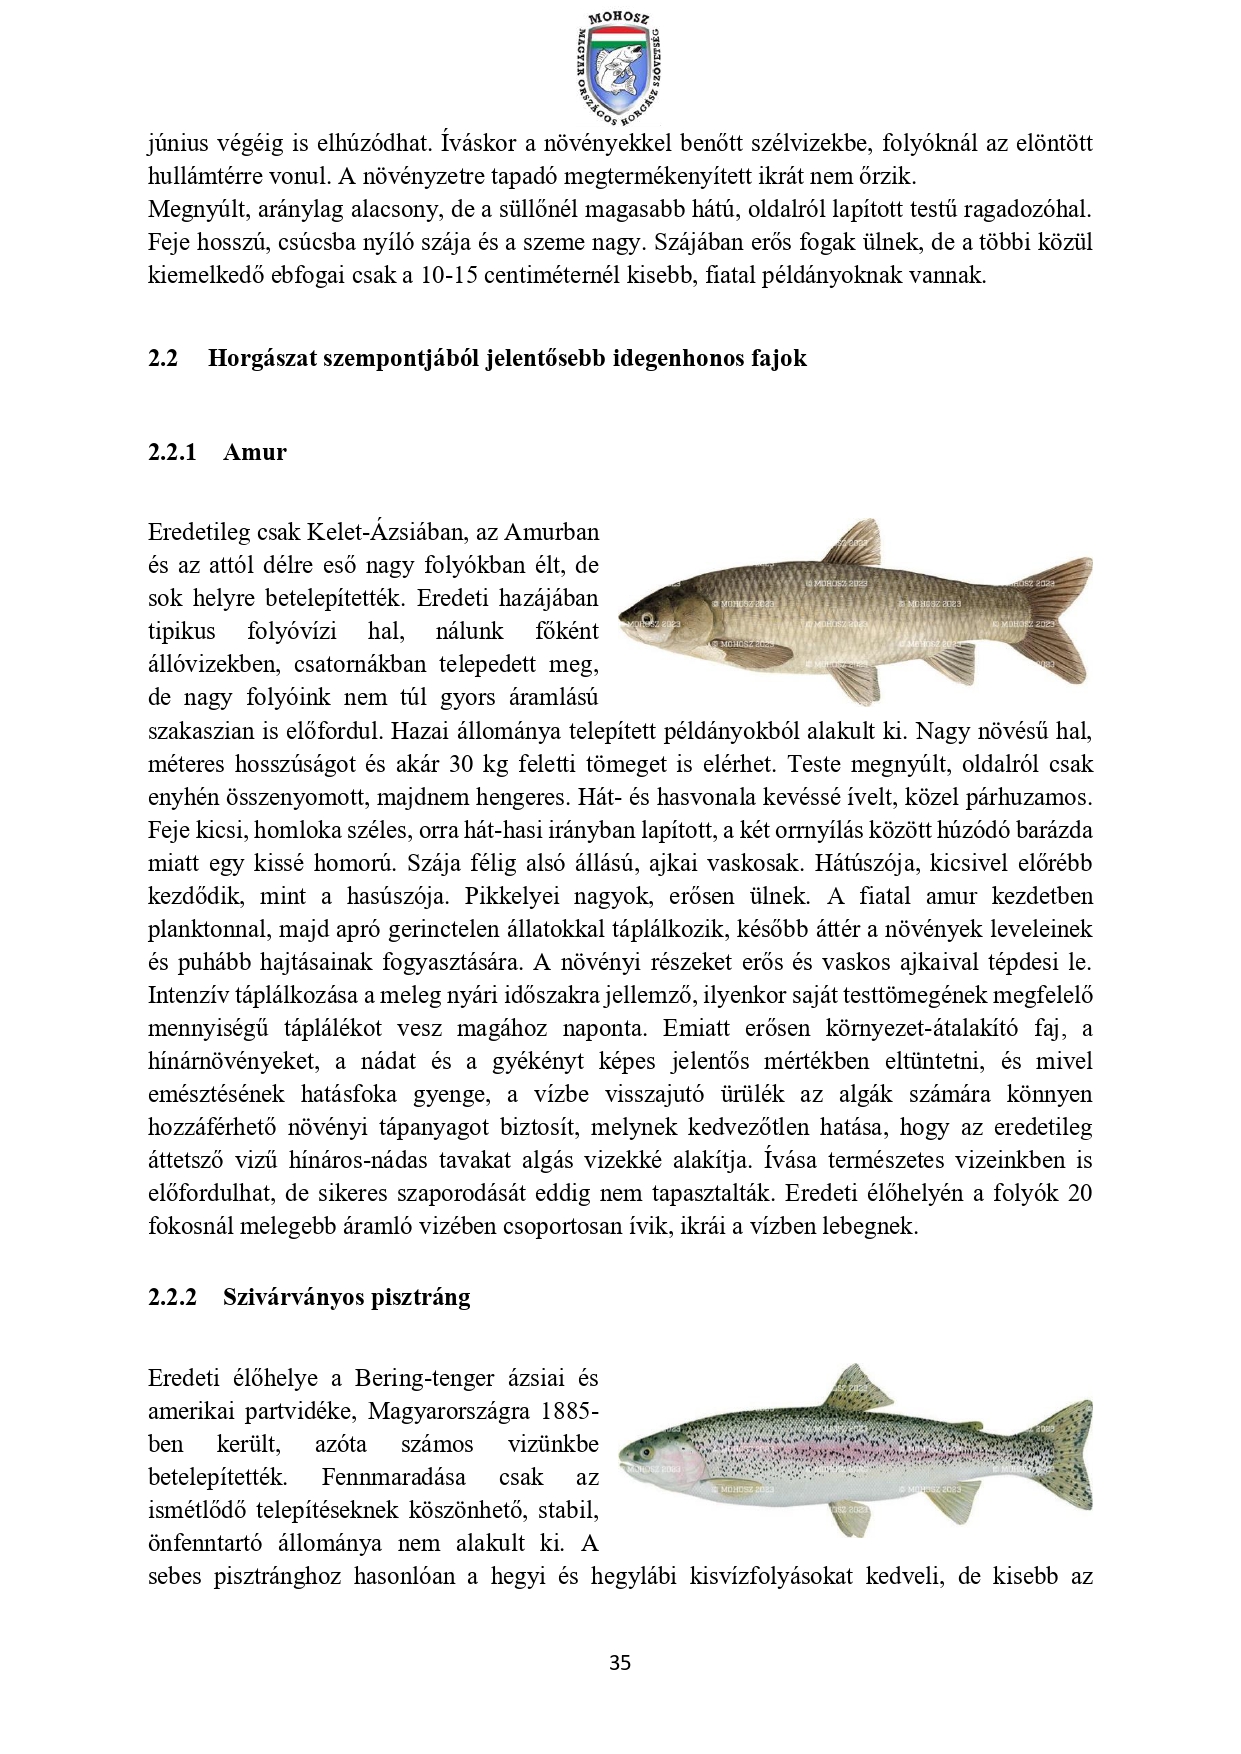 MOHOSZ
MAGYAR ORSZÁGOS HORGÁSZ SZÖVETSÉG
június végéig is elhúzódhat. Íváskor a növényekkel benőtt szélvizekbe, folyóknál az elöntött
hullámtérre vonul. A növényzetre tapadó megtermékenyített ikrát nem őrzik.
Megnyúlt, aránylag alacsony, de a süllőnél magasabb hátú, oldalról lapított testű ragadozóhal.
Feje hosszú, csúcsba nyíló szája és a szeme nagy. Szájában erős fogak ülnek, de a többi közül
kiemelkedő ebfogai csak a 10-15 centiméternél kisebb, fiatal példányoknak vannak.
2.2 Horgászat szempontjából jelentősebb idegenhonos fajok
2.2.1 Amur
Eredetileg csak Kelet-Ázsiában, az Amurban
és az attól délre eső nagy folyókban élt, de
sok helyre betelepítették. Eredeti hazájában
tipikus folyóvízi hal, nálunk főként
állóvizekben, csatornákban telepedett meg,
de nagy folyóink nem túl gyors áramlású
szakaszian is előfordul. Hazai állománya telepített példányokból alakult ki. Nagy növésű hal,
méteres hosszúságot és akár 30 kg feletti tömeget is elérhet. Teste megnyúlt, oldalról csak
enyhén összenyomott, majdnem hengeres. Hát- és hasvonala kevéssé ívelt, közel párhuzamos.
Feje kicsi, homloka széles, orra hát-hasi irányban lapított, a két orrnyílás között húzódó barázda
miatt egy kissé homorú. Szája félig alsó állású, ajkai vaskosak. Hátúszója, kicsivel előrébb
kezdődik, mint a hasúszója. Pikkelyei nagyok, erősen ülnek. A fiatal amur kezdetben
planktonnal, majd apró gerinctelen állatokkal táplálkozik, később áttér a növények leveleinek
és puhább hajtásainak fogyasztására. A növényi részeket erős és vaskos ajkaival tépdesi le.
Intenzív táplálkozása a meleg nyári időszakra jellemző, ilyenkor saját testtömegének megfelelő
mennyiségű táplálékot vesz magához naponta. Emiatt erősen környezet-átalakító faj, a
hínárnövényeket, a nádat és a gyékényt képes jelentős mértékben eltüntetni, és mivel
emésztésének hatásfoka gyenge, a vízbe visszajutó ürülék az algák számára könnyen
hozzáférhető növényi tápanyagot biztosít, melynek kedvezőtlen hatása, hogy az eredetileg
áttetsző vizű hínáros-nádas tavakat algás vizekké alakítja. Ívása természetes vizeinkben is
előfordulhat, de sikeres szaporodását eddig nem tapasztalták. Eredeti élőhelyén a folyók 20
fokosnál melegebb áramló vizében csoportosan ívik, ikrái a vízben lebegnek.
2.2.2 Szivárványos pisztráng
Eredeti élőhelye a Bering-tenger ázsiai és
amerikai partvidéke, Magyarországra 1885-
ben került, azóta számos vizünkbe
betelepítették. Fennmaradása csak az
ismétlődő telepítéseknek köszönhető, stabil,
önfenntartó állománya nem alakult ki. A
sebes pisztránghoz hasonlóan a hegyi és hegylábi kisvízfolyásokat kedveli, de kisebb az
35